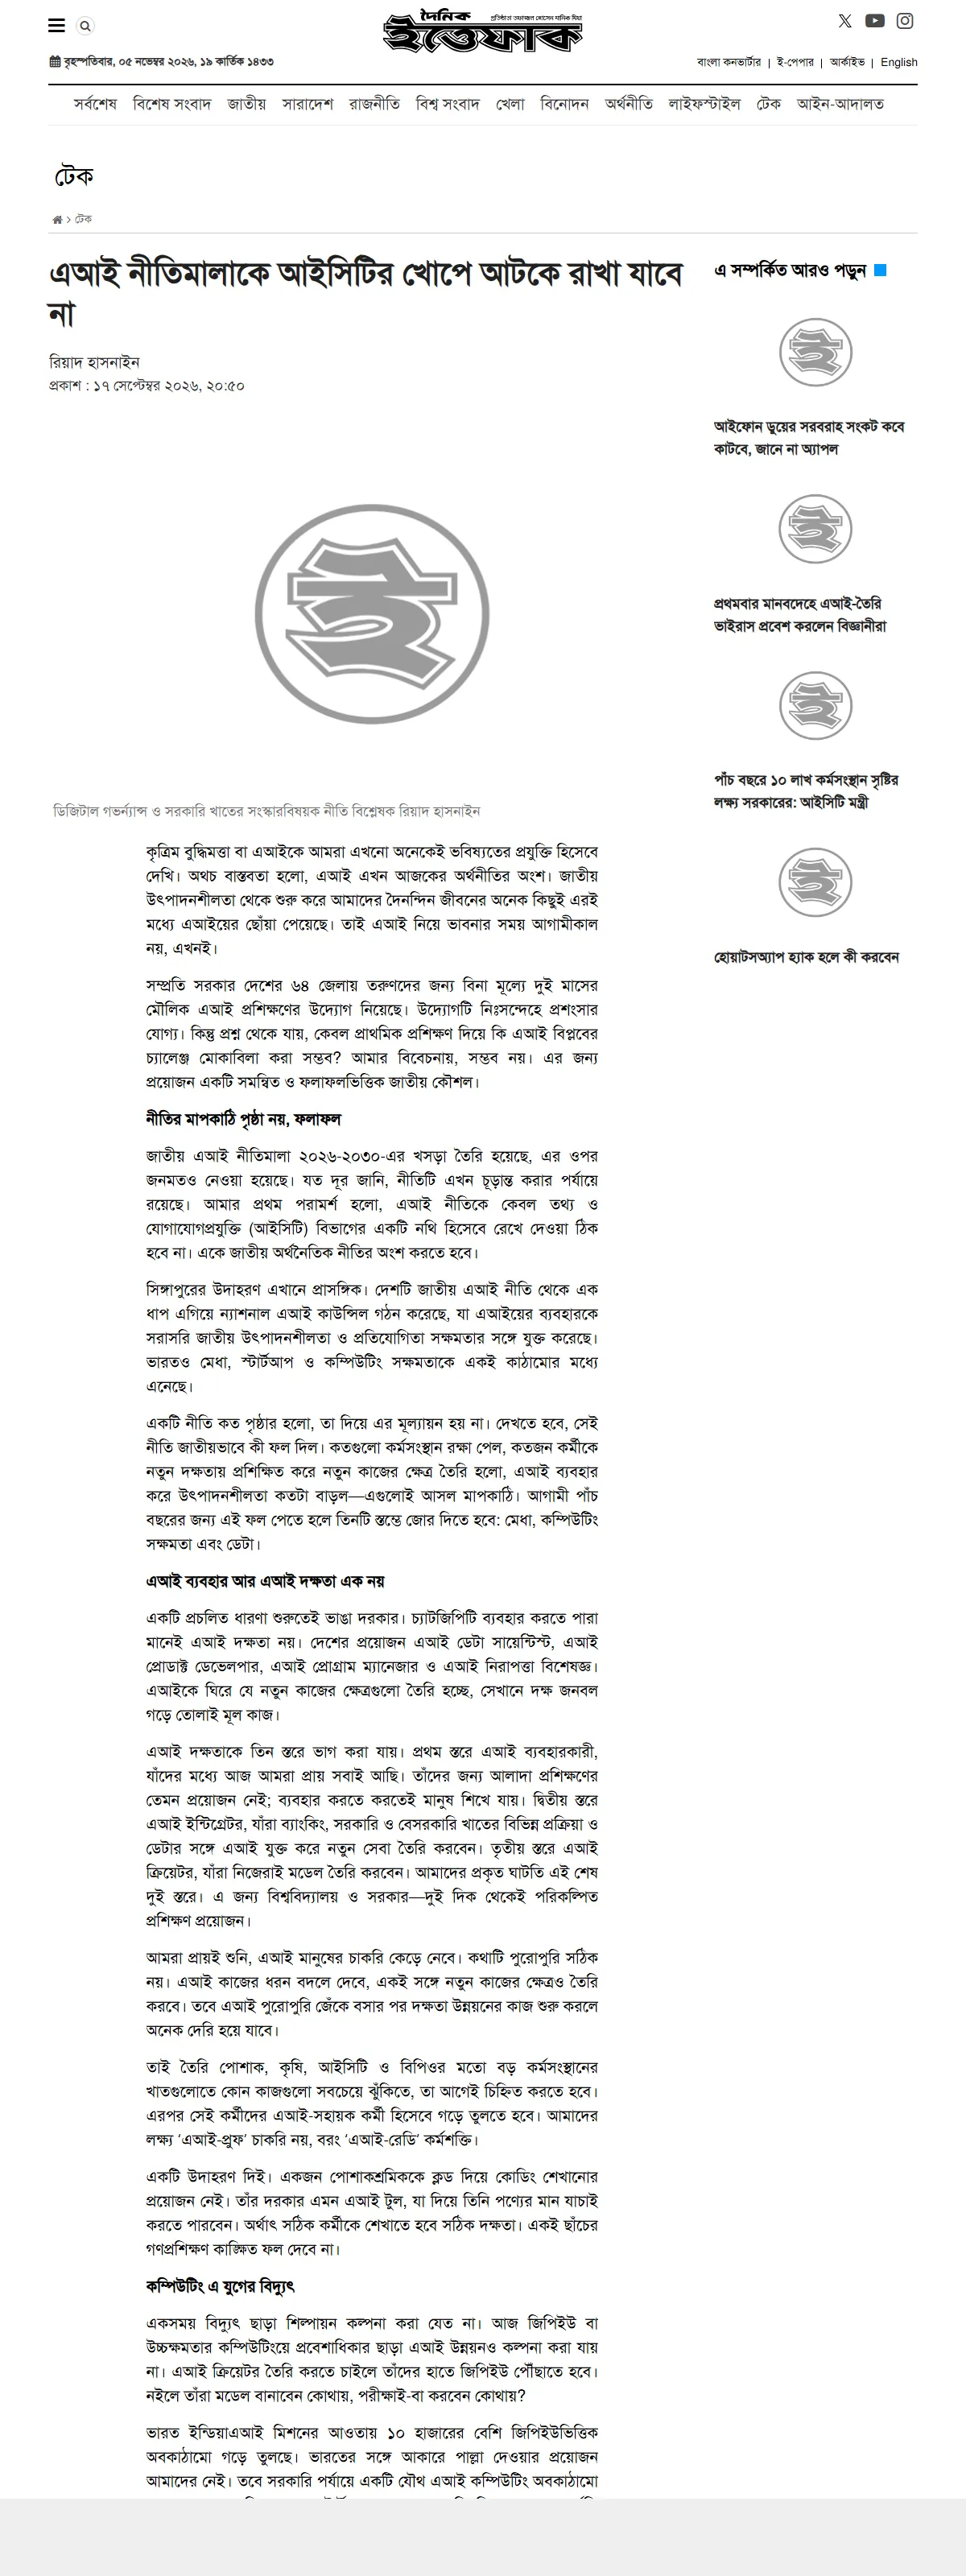 দৈনিক
প্রতিষ্ঠাতা তফাজ্জল হোসেন মানিক মিয়া
ইত্তেফাক
বৃহস্পতিবার, ০৫ নভেম্বর ২০২৬, ১৯ কার্তিক ১৪৩৩
বাংলা কনভার্টার | ই-পেপার | আর্কাইভ | English
সর্বশেষ বিশেষ সংবাদ জাতীয় সারাদেশ রাজনীতি বিশ্ব সংবাদ খেলা বিনোদন অর্থনীতি লাইফস্টাইল টেক আইন-আদালত
টেক
> টেক
এআই নীতিমালাকে আইসিটির খোপে আটকে রাখা যাবে
না
রিয়াদ হাসনাইন
প্রকাশ : ১৭ সেপ্টেম্বর ২০২৬, ২০:৫০
ই
ডিজিটাল গভর্ন্যান্স ও সরকারি খাতের সংস্কারবিষয়ক নীতি বিশ্লেষক রিয়াদ হাসনাইন
কৃত্রিম বুদ্ধিমত্তা বা এআইকে আমরা এখনো অনেকেই ভবিষ্যতের প্রযুক্তি হিসেবে
দেখি। অথচ বাস্তবতা হলো, এআই এখন আজকের অর্থনীতির অংশ। জাতীয়
উৎপাদনশীলতা থেকে শুরু করে আমাদের দৈনন্দিন জীবনের অনেক কিছুই এরই
মধ্যে এআইয়ের ছোঁয়া পেয়েছে। তাই এআই নিয়ে ভাবনার সময় আগামীকাল
নয়, এখনই।
সম্প্রতি সরকার দেশের ৬৪ জেলায় তরুণদের জন্য বিনা মূল্যে দুই মাসের
মৌলিক এআই প্রশিক্ষণের উদ্যোগ নিয়েছে। উদ্যোগটি নিঃসন্দেহে প্রশংসার
যোগ্য। কিন্তু প্রশ্ন থেকে যায়, কেবল প্রাথমিক প্রশিক্ষণ দিয়ে কি এআই বিপ্লবের
চ্যালেঞ্জ মোকাবিলা করা সম্ভব? আমার বিবেচনায়, সম্ভব নয়। এর জন্য
প্রয়োজন একটি সমন্বিত ও ফলাফলভিত্তিক জাতীয় কৌশল।
নীতির মাপকাঠি পৃষ্ঠা নয়, ফলাফল
জাতীয় এআই নীতিমালা ২০২৬-২০৩০-এর খসড়া তৈরি হয়েছে, এর ওপর
জনমতও নেওয়া হয়েছে। যত দূর জানি, নীতিটি এখন চূড়ান্ত করার পর্যায়ে
রয়েছে। আমার প্রথম পরামর্শ হলো, এআই নীতিকে কেবল তথ্য ও
যোগাযোগপ্রযুক্তি (আইসিটি) বিভাগের একটি নথি হিসেবে রেখে দেওয়া ঠিক
হবে না। একে জাতীয় অর্থনৈতিক নীতির অংশ করতে হবে।
সিঙ্গাপুরের উদাহরণ এখানে প্রাসঙ্গিক। দেশটি জাতীয় এআই নীতি থেকে এক
ধাপ এগিয়ে ন্যাশনাল এআই কাউন্সিল গঠন করেছে, যা এআইয়ের ব্যবহারকে
সরাসরি জাতীয় উৎপাদনশীলতা ও প্রতিযোগিতা সক্ষমতার সঙ্গে যুক্ত করেছে।
ভারতও মেধা, স্টার্টআপ ও কম্পিউটিং সক্ষমতাকে একই কাঠামোর মধ্যে
এনেছে।
একটি নীতি কত পৃষ্ঠার হলো, তা দিয়ে এর মূল্যায়ন হয় না। দেখতে হবে, সেই
নীতি জাতীয়ভাবে কী ফল দিল। কতগুলো কর্মসংস্থান রক্ষা পেল, কতজন কর্মীকে
নতুন দক্ষতায় প্রশিক্ষিত করে নতুন কাজের ক্ষেত্র তৈরি হলো, এআই ব্যবহার
করে উৎপাদনশীলতা কতটা বাড়ল—এগুলোই আসল মাপকাঠি। আগামী পাঁচ
বছরের জন্য এই ফল পেতে হলে তিনটি স্তম্ভে জোর দিতে হবে: মেধা, কম্পিউটিং
সক্ষমতা এবং ডেটা।
এআই ব্যবহার আর এআই দক্ষতা এক নয়
একটি প্রচলিত ধারণা শুরুতেই ভাঙা দরকার। চ্যাটজিপিটি ব্যবহার করতে পারা
মানেই এআই দক্ষতা নয়। দেশের প্রয়োজন এআই ডেটা সায়েন্টিস্ট, এআই
প্রোডাক্ট ডেভেলপার, এআই প্রোগ্রাম ম্যানেজার ও এআই নিরাপত্তা বিশেষজ্ঞ।
এআইকে ঘিরে যে নতুন কাজের ক্ষেত্রগুলো তৈরি হচ্ছে, সেখানে দক্ষ জনবল
গড়ে তোলাই মূল কাজ।
এআই দক্ষতাকে তিন স্তরে ভাগ করা যায়। প্রথম স্তরে এআই ব্যবহারকারী,
যাঁদের মধ্যে আজ আমরা প্রায় সবাই আছি। তাঁদের জন্য আলাদা প্রশিক্ষণের
তেমন প্রয়োজন নেই; ব্যবহার করতে করতেই মানুষ শিখে যায়। দ্বিতীয় স্তরে
এআই ইন্টিগ্রেটর, যাঁরা ব্যাংকিং, সরকারি ও বেসরকারি খাতের বিভিন্ন প্রক্রিয়া ও
ডেটার সঙ্গে এআই যুক্ত করে নতুন সেবা তৈরি করবেন। তৃতীয় স্তরে এআই
ক্রিয়েটর, যাঁরা নিজেরাই মডেল তৈরি করবেন। আমাদের প্রকৃত ঘাটতি এই শেষ
দুই স্তরে। এ জন্য বিশ্ববিদ্যালয় ও সরকার—দুই দিক থেকেই পরিকল্পিত
প্রশিক্ষণ প্রয়োজন।
আমরা প্রায়ই শুনি, এআই মানুষের চাকরি কেড়ে নেবে। কথাটি পুরোপুরি সঠিক
নয়। এআই কাজের ধরন বদলে দেবে, একই সঙ্গে নতুন কাজের ক্ষেত্রও তৈরি
করবে। তবে এআই পুরোপুরি জেঁকে বসার পর দক্ষতা উন্নয়নের কাজ শুরু করলে
অনেক দেরি হয়ে যাবে।
তাই তৈরি পোশাক, কৃষি, আইসিটি ও বিপিওর মতো বড় কর্মসংস্থানের
খাতগুলোতে কোন কাজগুলো সবচেয়ে ঝুঁকিতে, তা আগেই চিহ্নিত করতে হবে।
এরপর সেই কর্মীদের এআই-সহায়ক কর্মী হিসেবে গড়ে তুলতে হবে। আমাদের
লক্ষ্য ‘এআই-প্রুফ’ চাকরি নয়, বরং ‘এআই-রেডি’ কর্মশক্তি।
একটি উদাহরণ দিই। একজন পোশাকশ্রমিককে ক্লড দিয়ে কোডিং শেখানোর
প্রয়োজন নেই। তাঁর দরকার এমন এআই টুল, যা দিয়ে তিনি পণ্যের মান যাচাই
করতে পারবেন। অর্থাৎ সঠিক কর্মীকে শেখাতে হবে সঠিক দক্ষতা। একই ছাঁচের
গণপ্রশিক্ষণ কাঙ্ক্ষিত ফল দেবে না।
কম্পিউটিং এ যুগের বিদ্যুৎ
একসময় বিদ্যুৎ ছাড়া শিল্পায়ন কল্পনা করা যেত না। আজ জিপিইউ বা
উচ্চক্ষমতার কম্পিউটিংয়ে প্রবেশাধিকার ছাড়া এআই উন্নয়নও কল্পনা করা যায়
না। এআই ক্রিয়েটর তৈরি করতে চাইলে তাঁদের হাতে জিপিইউ পৌঁছাতে হবে।
নইলে তাঁরা মডেল বানাবেন কোথায়, পরীক্ষাই-বা করবেন কোথায়?
ভারত ইন্ডিয়াএআই মিশনের আওতায় ১০ হাজারের বেশি জিপিইউভিত্তিক
অবকাঠামো গড়ে তুলছে। ভারতের সঙ্গে আকারে পাল্লা দেওয়ার প্রয়োজন
আমাদের নেই। তবে সরকারি পর্যায়ে একটি যৌথ এআই কম্পিউটিং অবকাঠামো
এ সম্পর্কিত আরও পড়ুন
ই
আইফোন ডুয়ের সরবরাহ সংকট কবে
কাটবে, জানে না অ্যাপল
ই
প্রথমবার মানবদেহে এআই-তৈরি
ভাইরাস প্রবেশ করলেন বিজ্ঞানীরা
ই
পাঁচ বছরে ১০ লাখ কর্মসংস্থান সৃষ্টির
লক্ষ্য সরকারের: আইসিটি মন্ত্রী
ই
হোয়াটসঅ্যাপ হ্যাক হলে কী করবেন